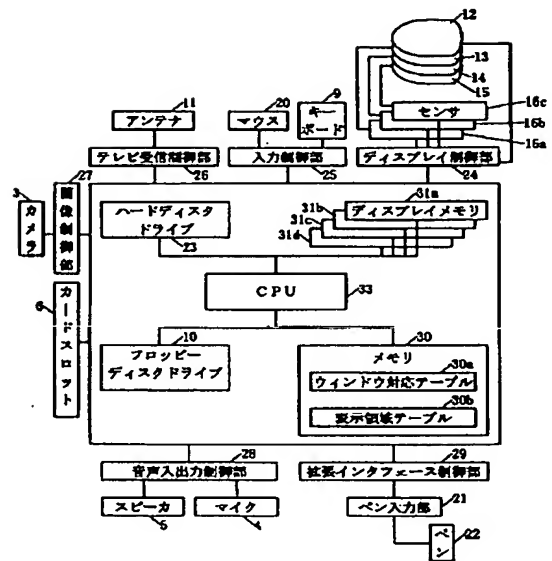 12
13
14
15
センサ
16c
16b
16a
11
アンテナ
20
マウス
9
キーボード
テレビ受信制御部
26
入力制御部
25
ディスプレイ制御部
24
27
画像制御部
3
カメラ
ハードディスクドライブ
23
31a
ディスプレイメモリ
31b
31c
31d
CPU
33
6
カードスロット
10
フロッピーディスクドライブ
30
メモリ
30a
ウィンドウ対応テーブル
30b
表示領域テーブル
28
音声入出力制御部
29
拡張インタフェース制御部
スピーカ
5
マイク
4
21
ペン入力部
ペン
22